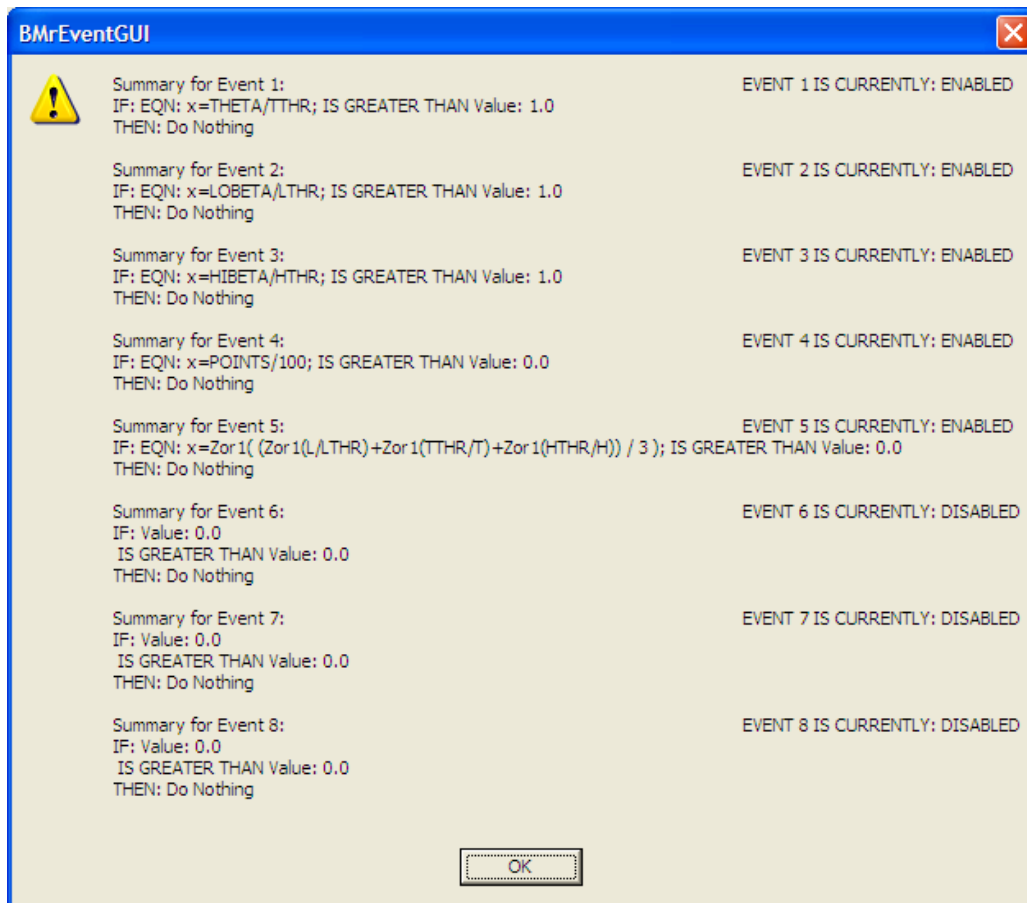 BMrEventGUI
Summary for Event 1: EVENT 1 IS CURRENTLY: ENABLED
IF: EQN: x=THETA/TTHR; IS GREATER THAN Value: 1.0
THEN: Do Nothing
Summary for Event 2: EVENT 2 IS CURRENTLY: ENABLED
IF: EQN: x=LOBETA/LTHR; IS GREATER THAN Value: 1.0
THEN: Do Nothing
Summary for Event 3: EVENT 3 IS CURRENTLY: ENABLED
IF: EQN: x=HIBETA/HTHR; IS GREATER THAN Value: 1.0
THEN: Do Nothing
Summary for Event 4: EVENT 4 IS CURRENTLY: ENABLED
IF: EQN: x=POINTS/100; IS GREATER THAN Value: 0.0
THEN: Do Nothing
Summary for Event 5: EVENT 5 IS CURRENTLY: ENABLED
IF: EQN: x=Zor1( (Zor1(L/LTHR)+Zor1(TTHR/T)+Zor1(HTHR/H)) / 3 ); IS GREATER THAN Value: 0.0
THEN: Do Nothing
Summary for Event 6: EVENT 6 IS CURRENTLY: DISABLED
IF: Value: 0.0
IS GREATER THAN Value: 0.0
THEN: Do Nothing
Summary for Event 7: EVENT 7 IS CURRENTLY: DISABLED
IF: Value: 0.0
IS GREATER THAN Value: 0.0
THEN: Do Nothing
Summary for Event 8: EVENT 8 IS CURRENTLY: DISABLED
IF: Value: 0.0
IS GREATER THAN Value: 0.0
THEN: Do Nothing
OK